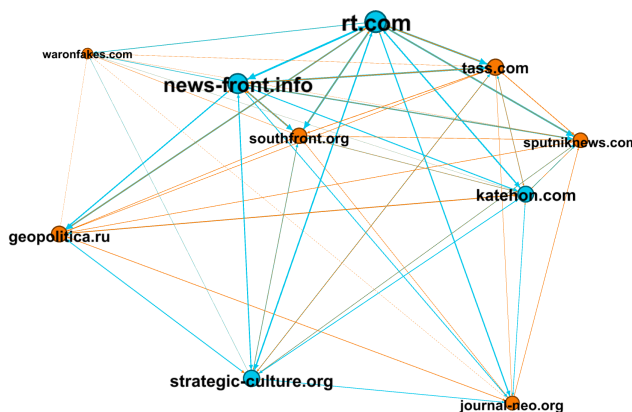 rt.com
waronfakes.com
tass.com
news-front.info
southfront.org
sputniknews.com
katehon.com
geopolitica.ru
strategic-culture.org
journal-neo.org